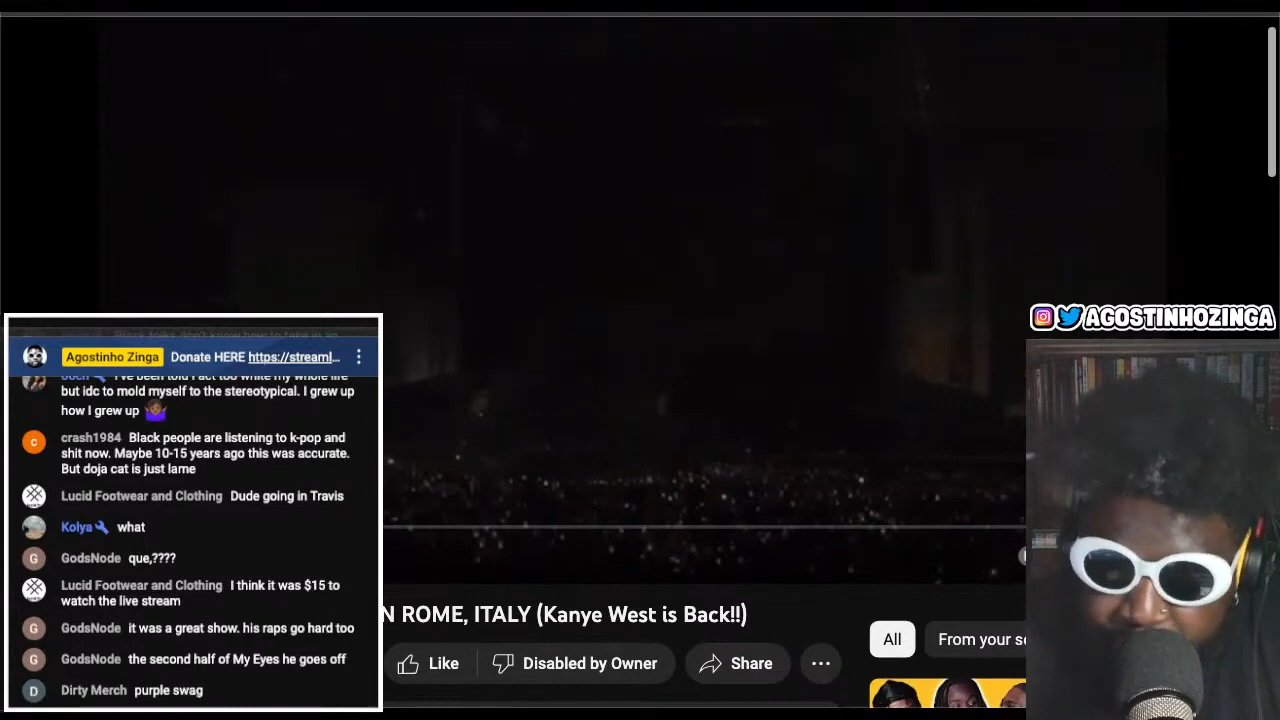 Agostinho Zinga Donate HERE https://streaml...
I've been told I act too white my whole life
but idc to mold myself to the stereotypical. I grew up
how I grew up
crash1984 Black people are listening to k-pop and
shit now. Maybe 10-15 years ago this was accurate.
But doja cat is just lame
Lucid Footwear and Clothing Dude going in Travis
Kolya what
GodsNode que,????
Lucid Footwear and Clothing I think it was $15 to
watch the live stream
GodsNode it was a great show. his raps go hard too
GodsNode the second half of My Eyes he goes off
Dirty Merch purple swag
N ROME, ITALY (Kanye West is Back!!)
Like
Disabled by Owner
Share
All
From your se
AGOSTINHOZINGA